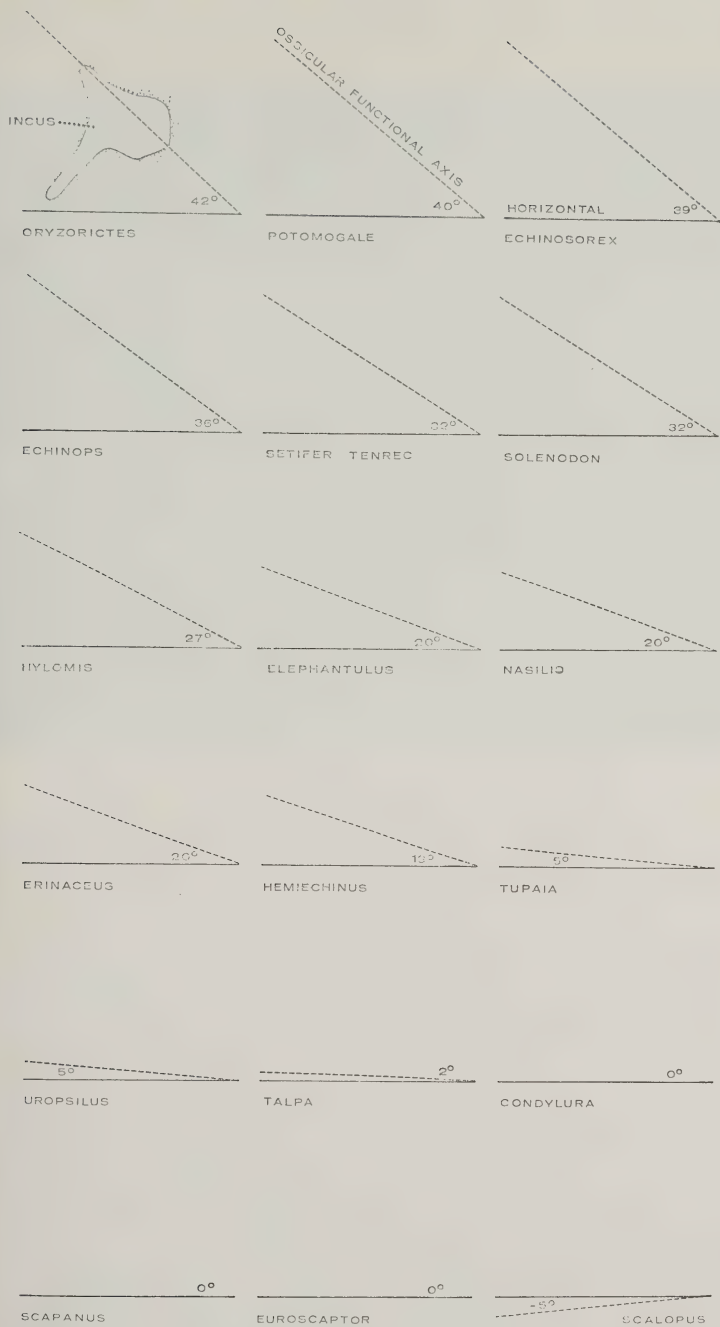 INCUS
42°
ORYZORICTES
OSSICULAR FUNCTIONAL AXIS
40°
POTOMOGALE
HORIZONTAL 39°
ECHINOSOREX
36°
ECHINOPS
SETIFER TENREC
32°
SOLENODON
27°
HYLOMIS
20°
ELEPHANTULUS
20°
NASILIO
20°
ERINACEUS
HEMIECHINUS
5°
TUPAIA
5°
UROPSILUS
2°
TALPA
0°
CONDYLURA
0°
SCAPANUS
0°
EUROSCAPTOR
-5°
SCALOPUS